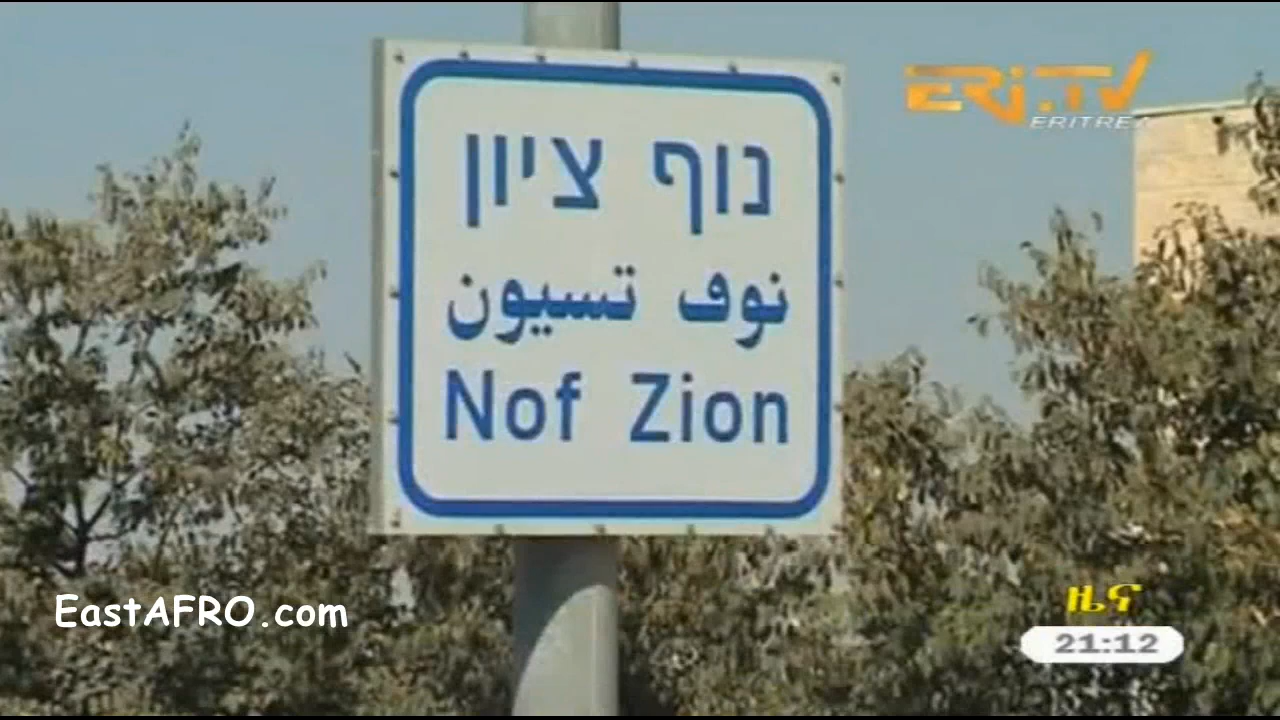 ERi.TV
ERITREA
נוף ציון
نوف تسيون
Nof Zion
EastAFRO.com
ዜና
21:12